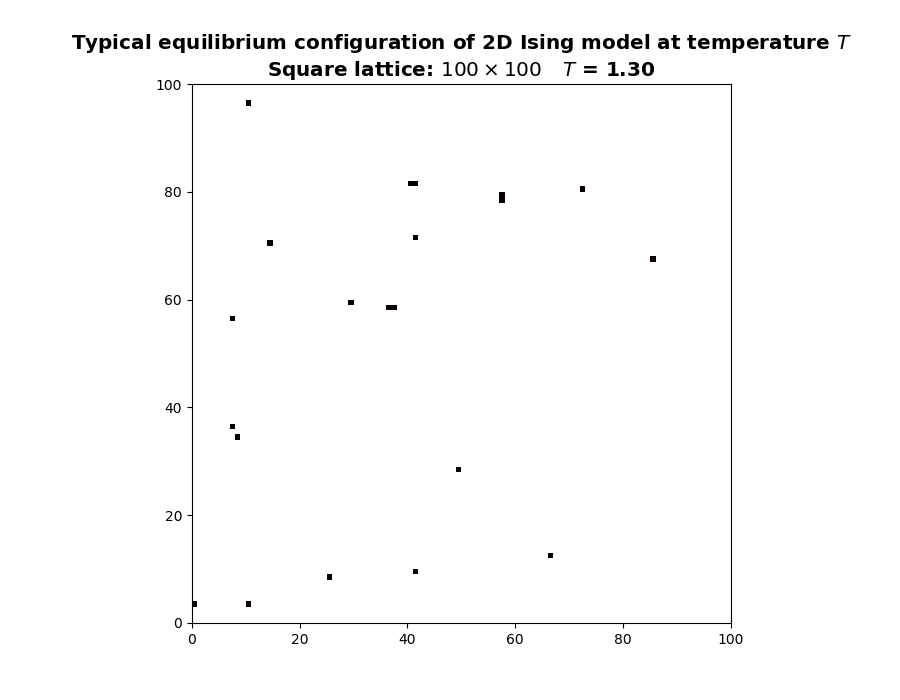 Typical equilibrium configuration of 2D Ising model at temperature T
Square lattice: 100 × 100 T = 1.30
100
80
60
40
20
0
0 20 40 60 80 100